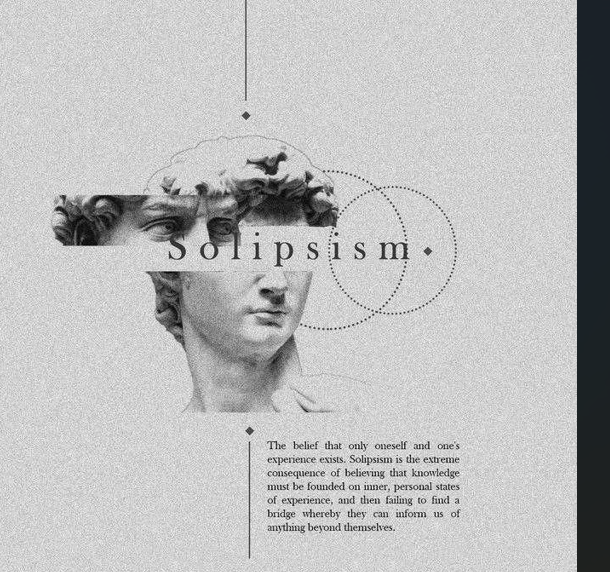 Solipsism
The belief that only oneself and one's
experience exists. Solipsism is the extreme
consequence of believing that knowledge
must be founded on inner, personal states
of experience, and then failing to find a
bridge whereby they can inform us of
anything beyond themselves.